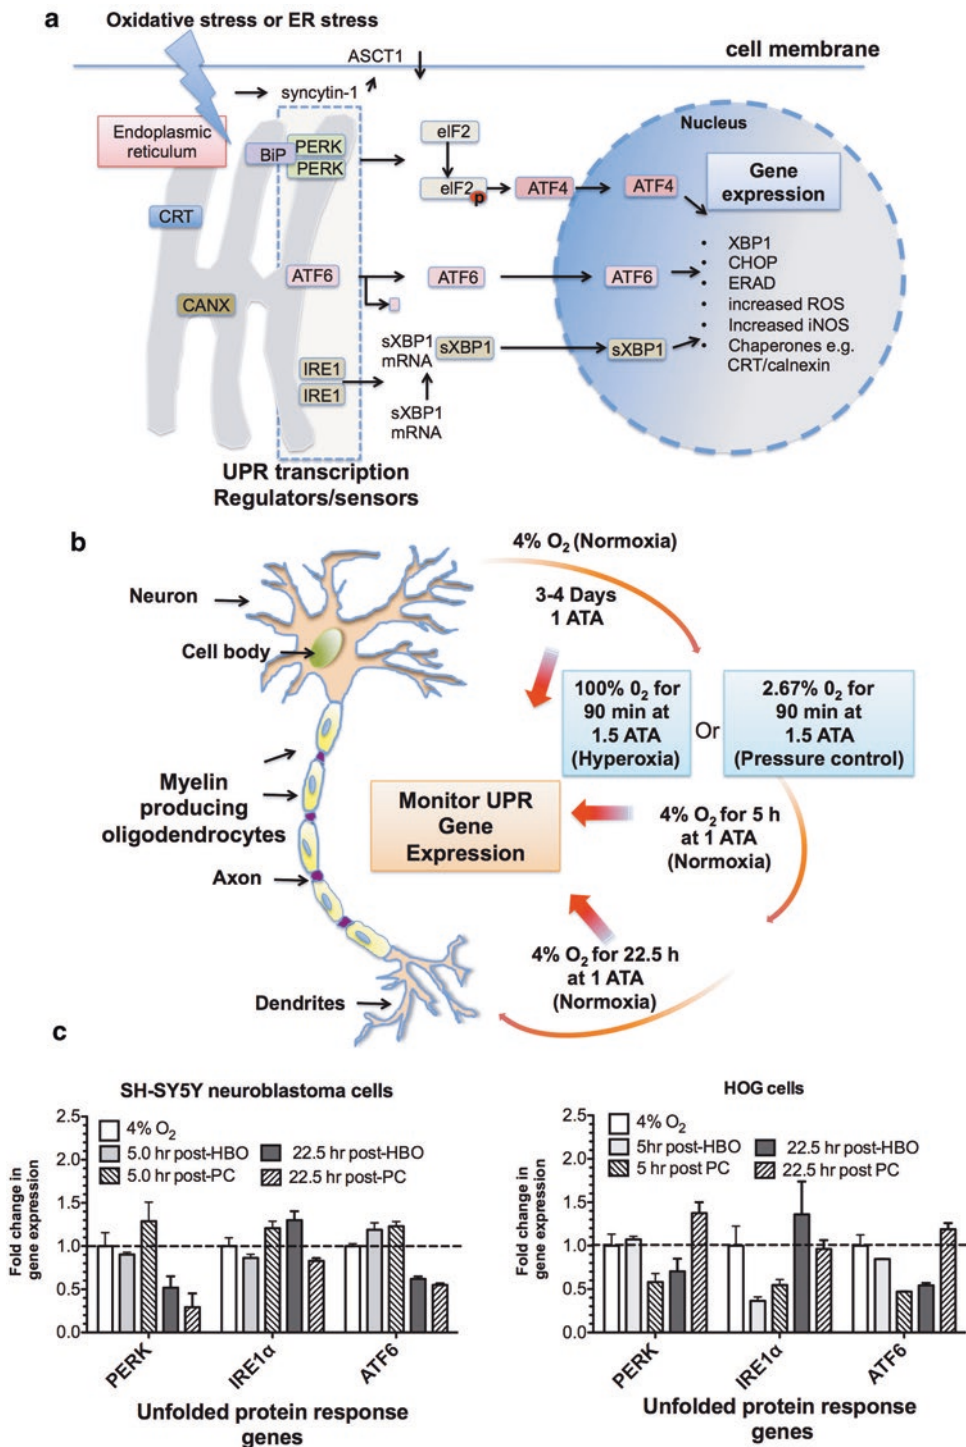 a
Oxidative stress or ER stress
ASCT1
cell membrane
syncytin-1
Endoplasmic
reticulum
BiP
PERK
PERK
eIF2
eIF2
p
ATF4
ATF4
Nucleus
Gene
expression
CRT
ATF6
ATF6
ATF6
CANX
IRE1
IRE1
sXBP1
mRNA
sXBP1
sXBP1
sXBP1
mRNA
• XBP1
• CHOP
• ERAD
• increased ROS
• Increased iNOS
• Chaperones e.g.
CRT/calnexin
UPR transcription
Regulators/sensors
b
4% O2 (Normoxia)
3-4 Days
1 ATA
Neuron
Cell body
100% 02 for
90 min at
1.5 ATA
(Hyperoxia)
Or
2.67% 02 for
90 min at
1.5 ATA
(Pressure control)
Myelin
producing
oligodendrocytes
Monitor UPR
Gene
Expression
4% O2 for 5 h
at 1 ATA
(Normoxia)
Axon
4% O2 for 22.5 h
at 1 ATA
(Normoxia)
Dendrites
c
SH-SY5Y neuroblastoma cells
Fold change in
gene expression
2.5
2.0
1.5
1.0
0.5
0.0
4% O2
5.0 hr post-HBO
22.5 hr post-HBO
5.0 hr post-PC
22.5 hr post-PC
PERK
IRE1α
ATF6
Unfolded protein response
genes
HOG cells
Fold change in
gene expression
2.5
2.0
1.5
1.0
0.5
0.0
4% O2
5hr post-HBO
22.5 hr post-HBO
5 hr post PC
22.5 hr post PC
PERK
IRE1α
ATF6
Unfolded protein response
genes